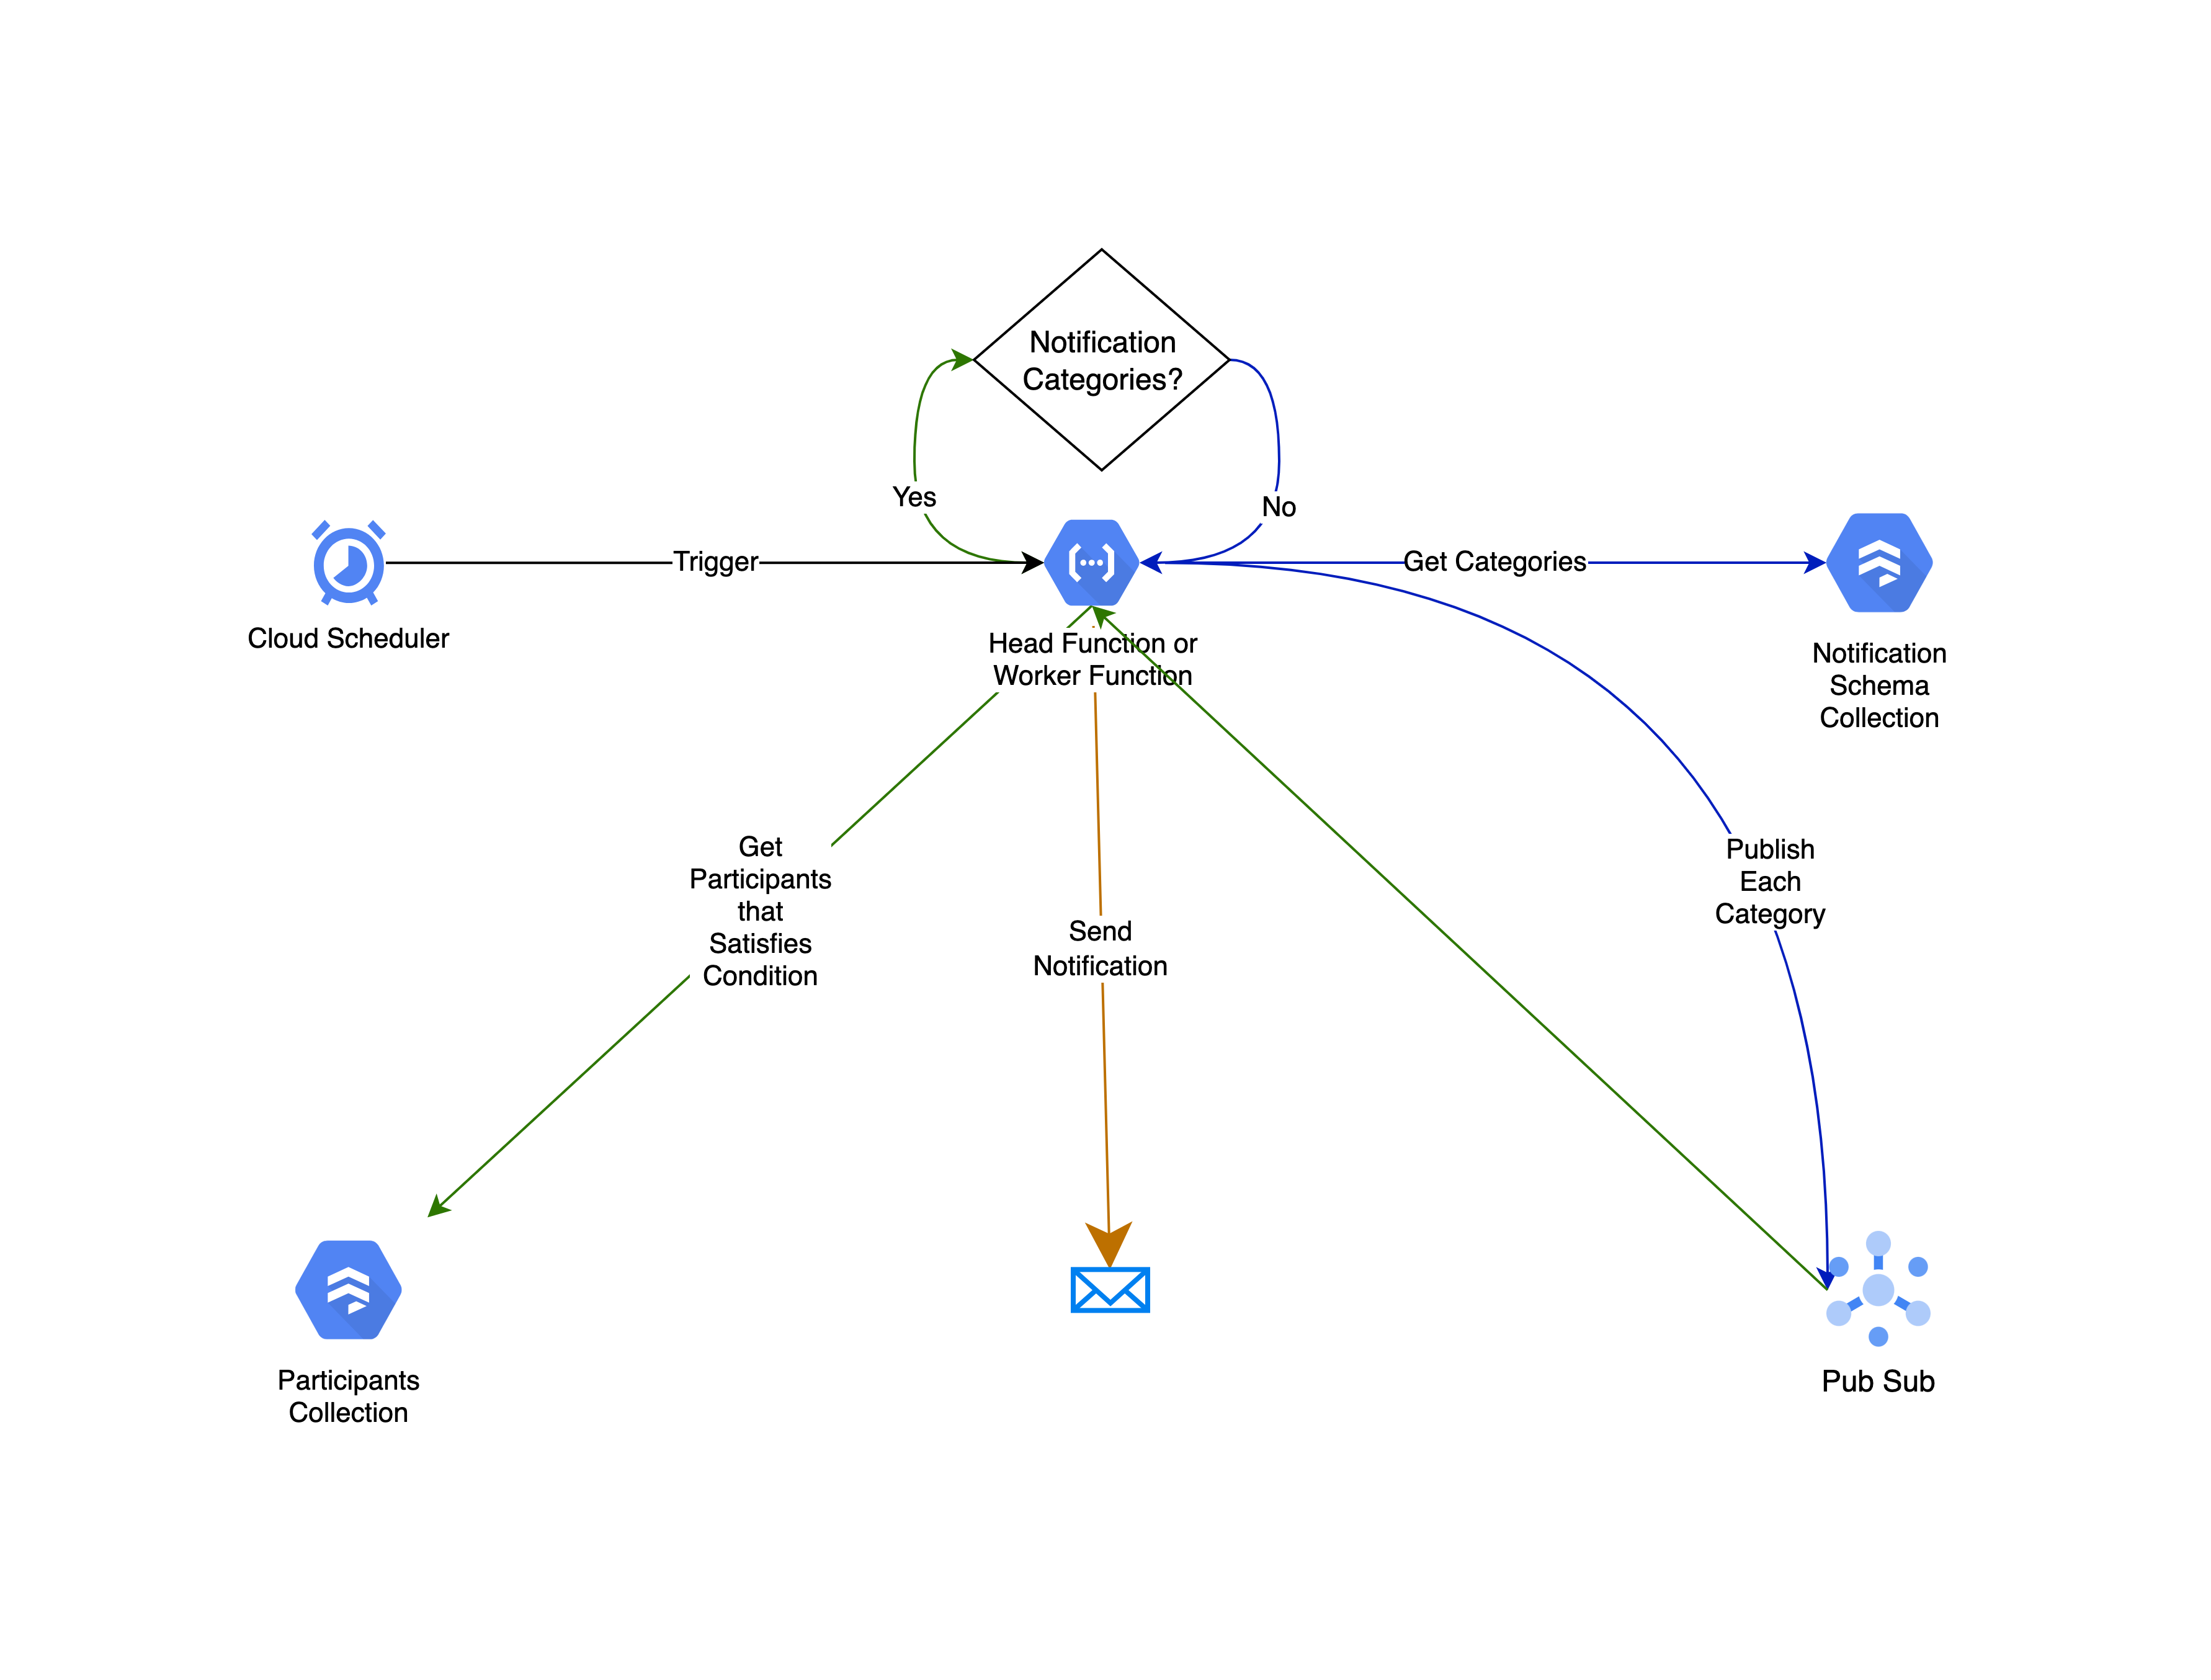 Notification
Categories?
Yes
No
Trigger
Get Categories
Cloud Scheduler
Head Function or
Worker Function
Notification
Schema
Collection
Get
Participants
that
Satisfies
Condition
Send
Notification
Publish
Each
Category
Participants
Collection
Pub Sub